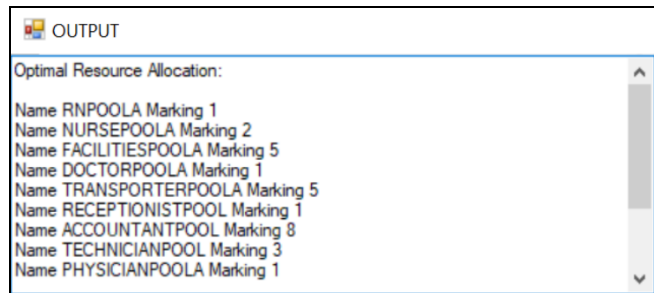 OUTPUT
Optimal Resource Allocation:
Name RNPOOLA Marking 1
Name NURSEPOOLA Marking 2
Name FACILITIESPOOLA Marking 5
Name DOCTORPOOLA Marking 1
Name TRANSPORTERPOOLA Marking 5
Name RECEPTIONISTPOOL Marking 1
Name ACCOUNTANTPOOL Marking 8
Name TECHNICIANPOOL Marking 3
Name PHYSICIANPOOLA Marking 1